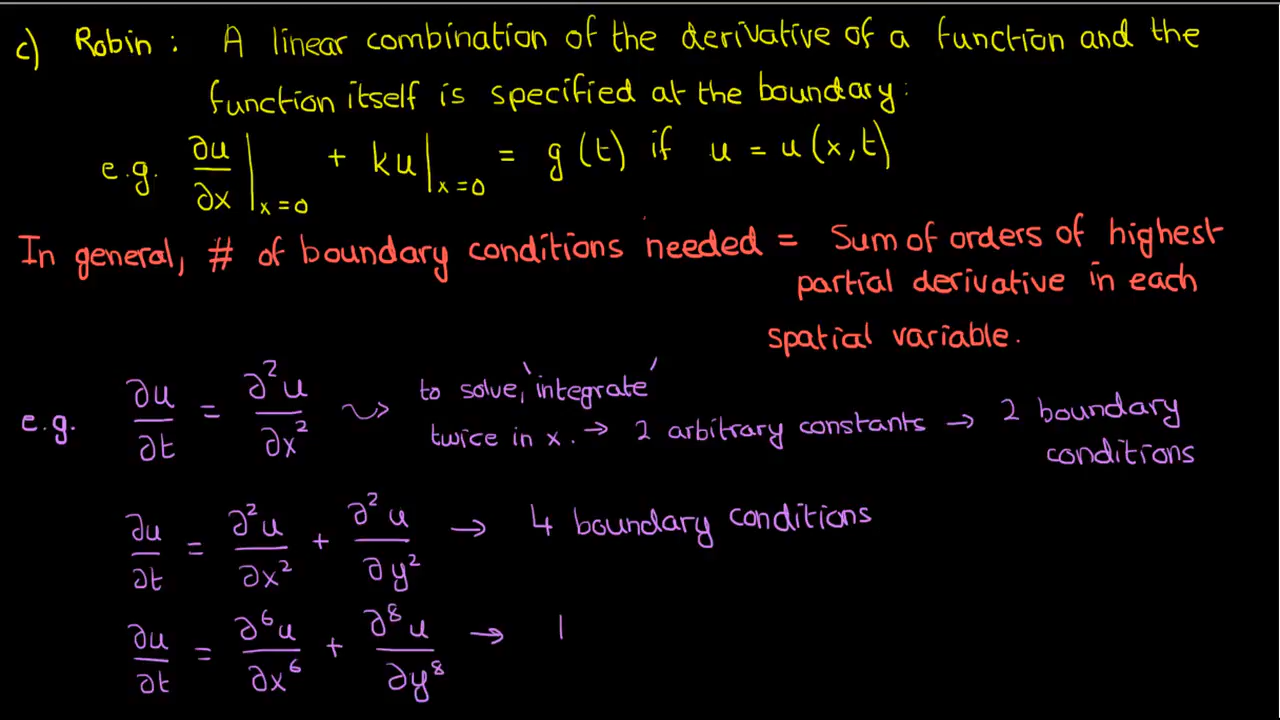 c) Robin : A linear combination of the derivative of a function and the
function itself is specified at the boundary.
e.g. ∂u/∂x|x=0 + ku|x=0 = g(t) if u = u(x,t)
In general, # of boundary conditions needed = Sum of orders of highest
partial derivative in each
spatial variable.
e.g. ∂u/∂t = ∂²u/∂x² ⇝ to solve, 'integrate'
twice in x. → 2 arbitrary constants → 2 boundary
conditions
∂u/∂t = ∂²u/∂x² + ∂²u/∂y² → 4 boundary conditions
∂u/∂t = ∂⁶u/∂x⁶ + ∂⁸u/∂y⁸ → 1